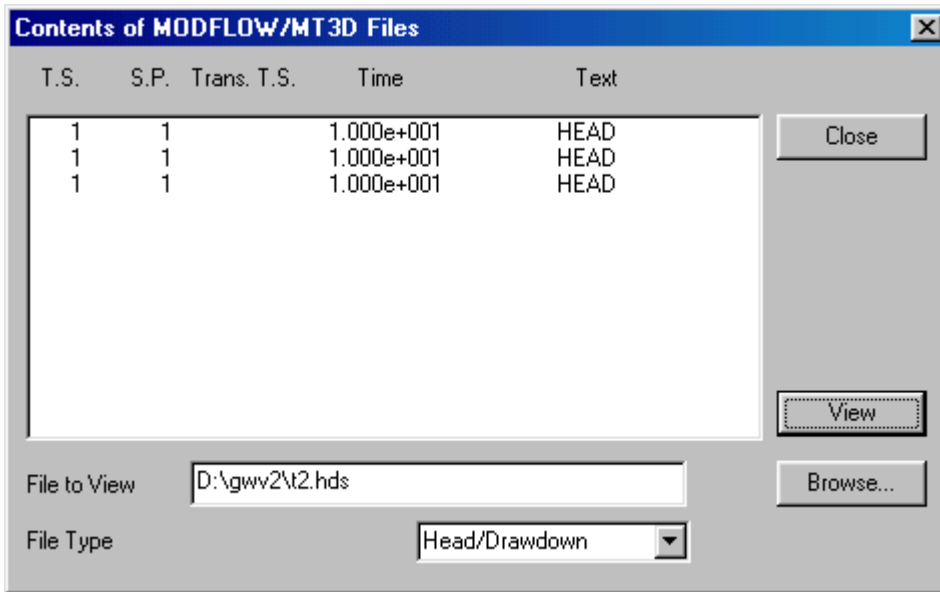 Contents of MODFLOW/MT3D Files
T.S. S.P. Trans. T.S. Time Text
1 1 1.000e+001 HEAD
1 1 1.000e+001 HEAD
1 1 1.000e+001 HEAD
Close
View
File to View D:\gwv2\t2.hds Browse...
File Type Head/Drawdown